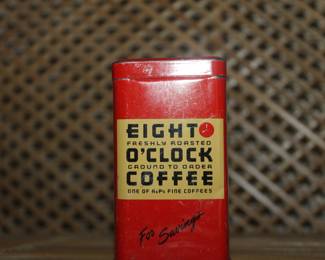 EIGHT
FRESHLY ROASTED
O'CLOCK
GROUND TO ORDER
COFFEE
ONE OF A&P's FINE COFFEES
For Savings